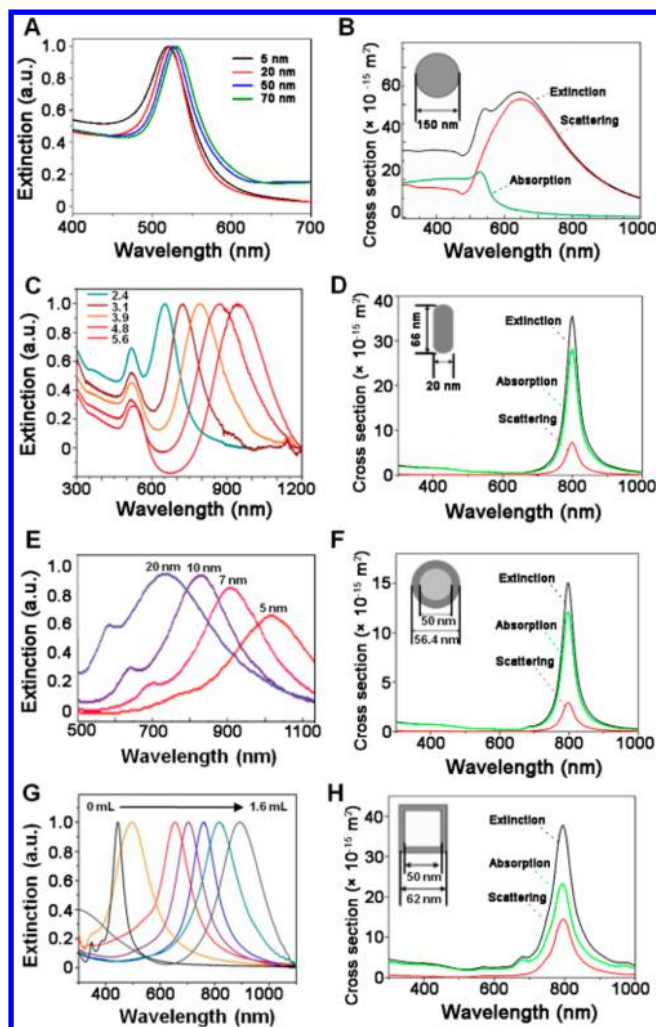 A
Extinction (a.u.)
1.0
0.8
0.6
0.4
0.2
0
5 nm
20 nm
50 nm
70 nm
400
500
600
700
Wavelength (nm)
B
Cross section (× 10 -15 m2)
60
40
20
0
150 nm
Extinction
Scattering
Absorption
400
600
800
1000
Wavelength (nm)
C
Extinction (a.u.)
1.0
0.8
0.6
0.4
0.2
0
2.4
3.1
3.9
4.8
5.6
300
600
900
1200
Wavelength (nm)
D
Cross section (× 10-15 m2)
40
30
20
10
0
66 nm
20 nm
Extinction
Absorption
Scattering
400
600
800
1000
Wavelength (nm)
E
Extinction (a.u.)
1.0
0.8
0.6
0.4
0.2
0
20 nm
10 nm
7 nm
5 nm
500
700
900
1100
Wavelength (nm)
F
Cross section (× 10-15 m2)
15
10
5
0
50 nm
56.4 nm
Extinction
Absorption
Scattering
400
600
800
1000
Wavelength (nm)
G
Extinction (a.u.)
1.0
0.8
0.6
0.4
0.2
0
0 mL
1.6 mL
400
600
800
1000
Wavelength (nm)
H
Cross section (× 10-15 m2)
40
30
20
10
0
50 nm
62 nm
Extinction
Absorption
Scattering
400
600
800
1000
Wavelength (nm)